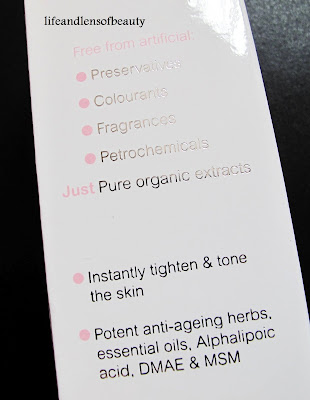 lifeandlensofbeauty
Free from artificial:
Preservatives
Colourants
Fragrances
Petrochemicals
Just Pure organic extracts
Instantly tighten & tone
the skin
Potent anti-ageing herbs,
essential oils, Alphalipoic
acid, DMAE & MSM